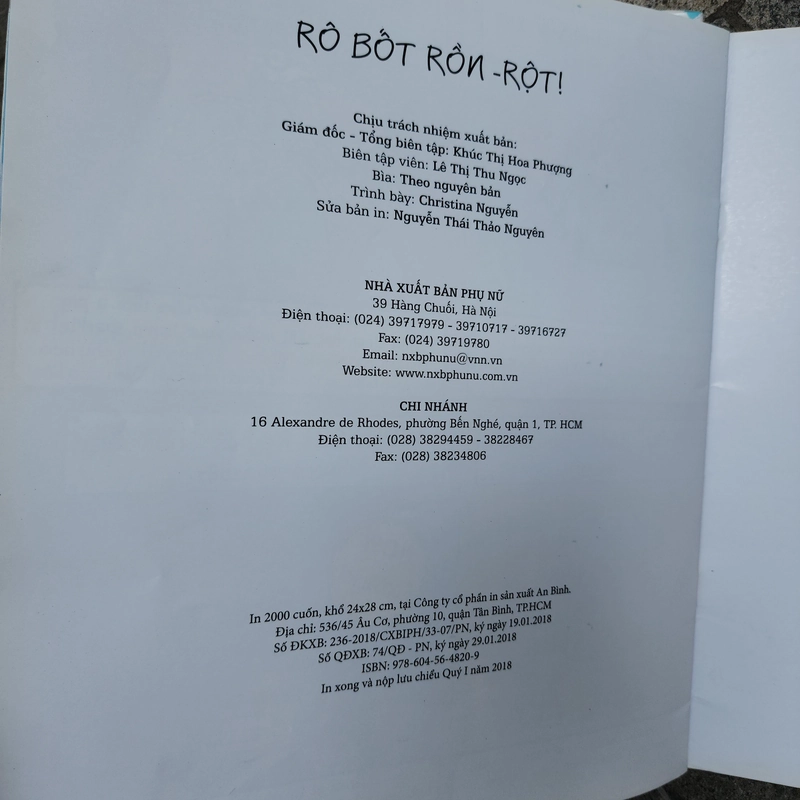 RÔ BỐT RỒN -RỘT!
Chịu trách nhiệm xuất bản:
Giám đốc - Tổng biên tập: Khúc Thị Hoa Phượng
Biên tập viên: Lê Thị Thu Ngọc
Bìa: Theo nguyên bản
Trình bày: Christina Nguyễn
Sửa bản in: Nguyễn Thái Thảo Nguyên
NHÀ XUẤT BẢN PHỤ NỮ
39 Hàng Chuối, Hà Nội
Điện thoại: (024) 39717979 - 39710717 - 39716727
Fax: (024) 39719780
Email: nxbphunu@vnn.vn
Website: www.nxbphunu.com.vn
CHI NHÁNH
16 Alexandre de Rhodes, phường Bến Nghé, quận 1, TP. HCM
Điện thoại: (028) 38294459 - 38228467
Fax: (028) 38234806
In 2000 cuốn, khổ 24x28 cm, tại Công ty cổ phần in sản xuất An Bình.
Địa chỉ: 536/45 Âu Cơ, phường 10, quận Tân Bình, TP.HCM
Số ĐKXB: 236-2018/CXBIPH/33-07/PN, ký ngày 19.01.2018
Số QĐXB: 74/QĐ - PN, ký ngày 29.01.2018
ISBN: 978-604-56-4820-9
In xong và nộp lưu chiểu Quý I năm 2018